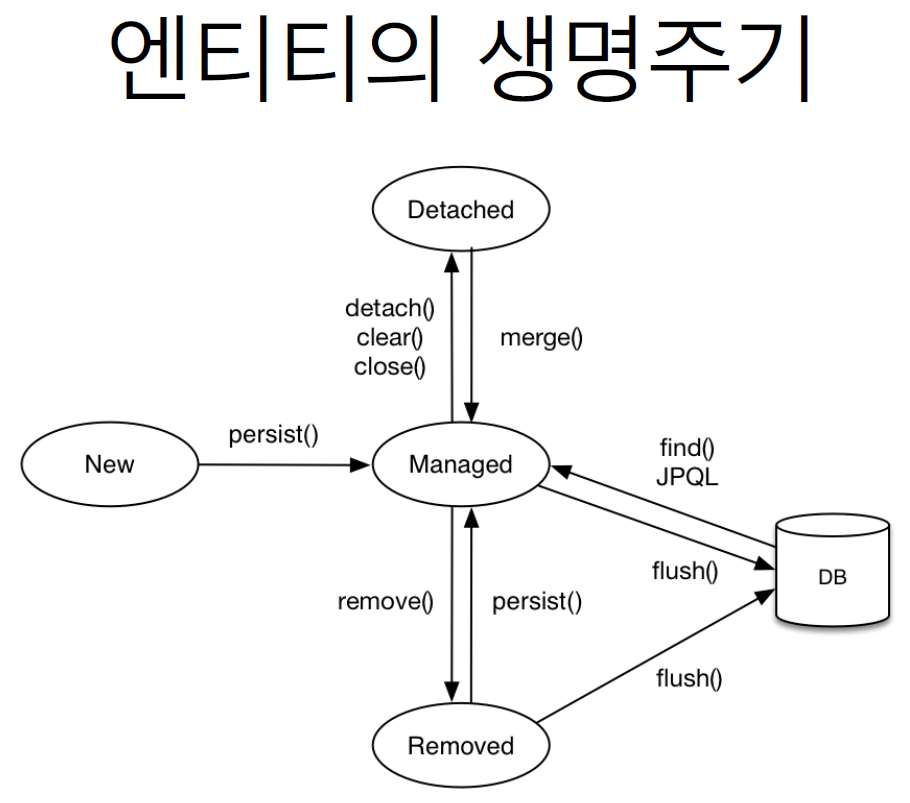 엔티티의 생명주기
Detached
detach()
clear()
close()
merge()
New
persist()
Managed
find()
JPQL
flush()
DB
remove()
persist()
flush()
Removed